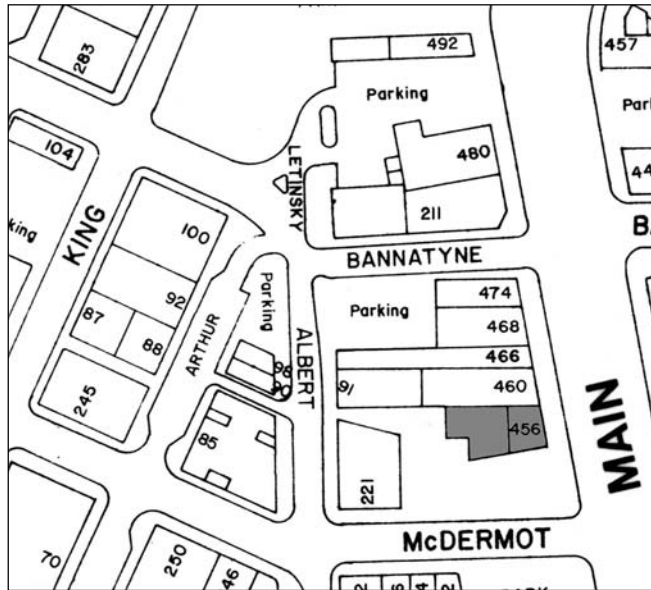 283
492
457
Parking
Par
104
LETINSKY
480
44
king
KING
100
211
B
BANNATYNE
92
Parking
474
Parking
468
87
88
ARTHUR
ALBERT
466
98
90
91
460
245
MAIN
85
456
221
McDERMOT
70
250
46